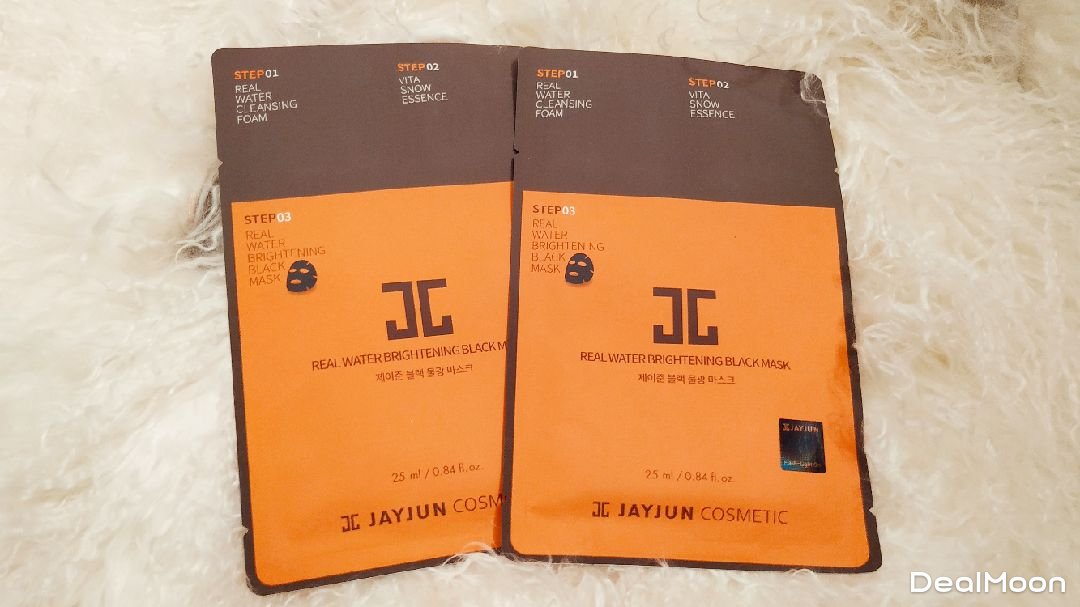 STEP01
REAL
WATER
CLEANSING
FOAM
STEP02
VITA
SNOW
ESSENCE
STEP03
REAL
WATER
BRIGHTENING
BLACK
MASK
REAL WATER BRIGHTENING BLACK M
제이준 블랙 물광 마스크
25 ml / 0.84 fl. oz.
JAYJUN COSM
STEP01
REAL
WATER
CLEANSING
FOAM
STEP02
VITA
SNOW
ESSENCE
STEP03
REAL
WATER
BRIGHTENING
BLACK
MASK
REAL WATER BRIGHTENING BLACK MASK
제이준 블랙 물광 마스크
JAYJUN
25 ml / 0.84 fl. oz.
JAYJUN COSMETIC
DealMoon